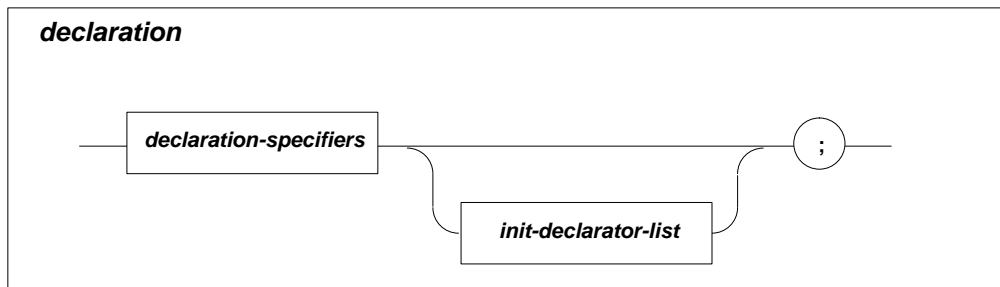 declaration
declaration-specifiers
;
init-declarator-list